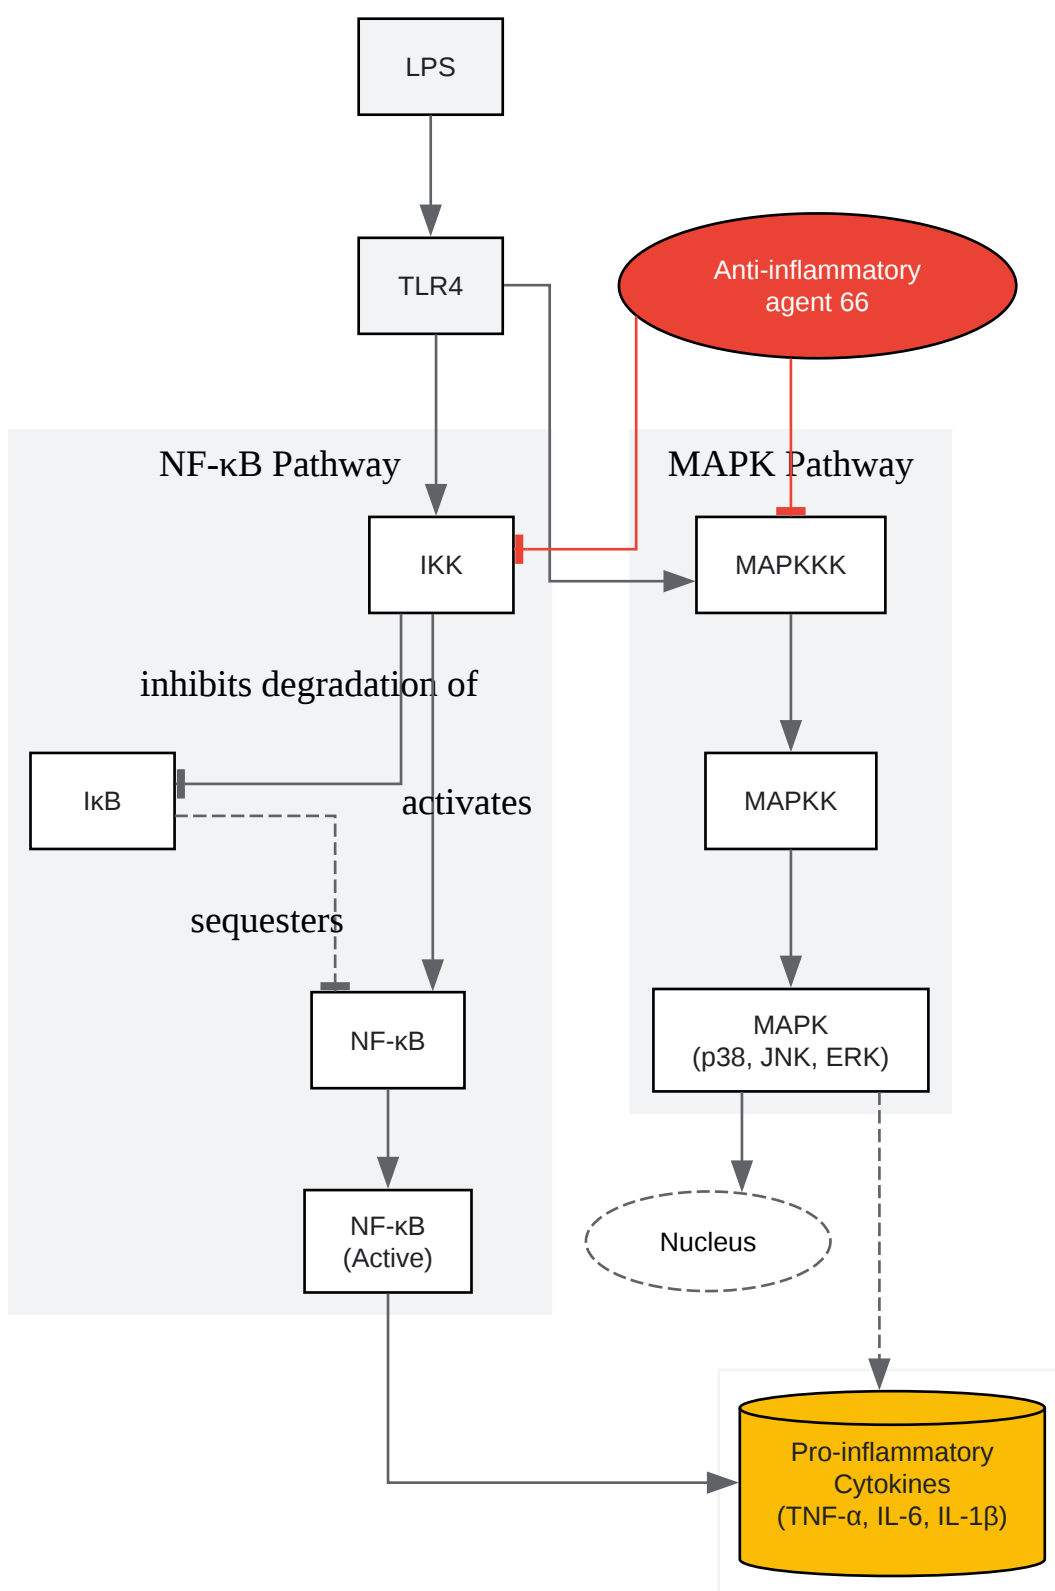 LPS
TLR4
Anti-inflammatory
agent 66
NF-κB Pathway
MAPK Pathway
IKK
MAPKKK
inhibits degradation of
IκB
activates
MAPKK
sequesters
NF-κB
MAPK
(p38, JNK, ERK)
NF-κB
(Active)
Nucleus
Pro-inflammatory
Cytokines
(TNF-α, IL-6, IL-1β)